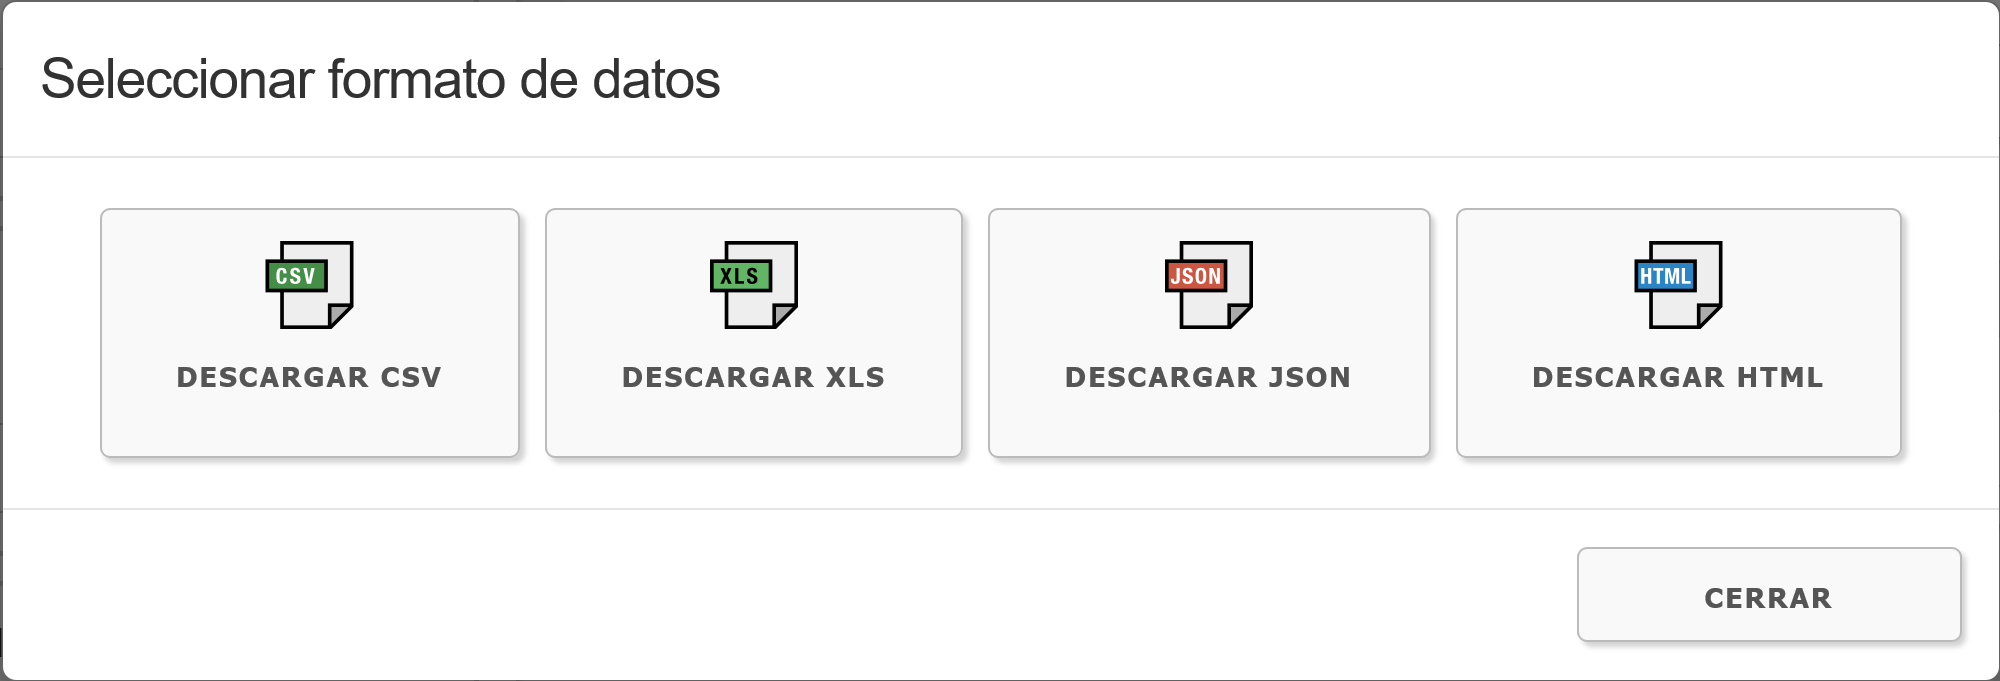 Seleccionar formato de datos
CSV
DESCARGAR CSV
XLS
DESCARGAR XLS
JSON
DESCARGAR JSON
HTML
DESCARGAR HTML
CERRAR